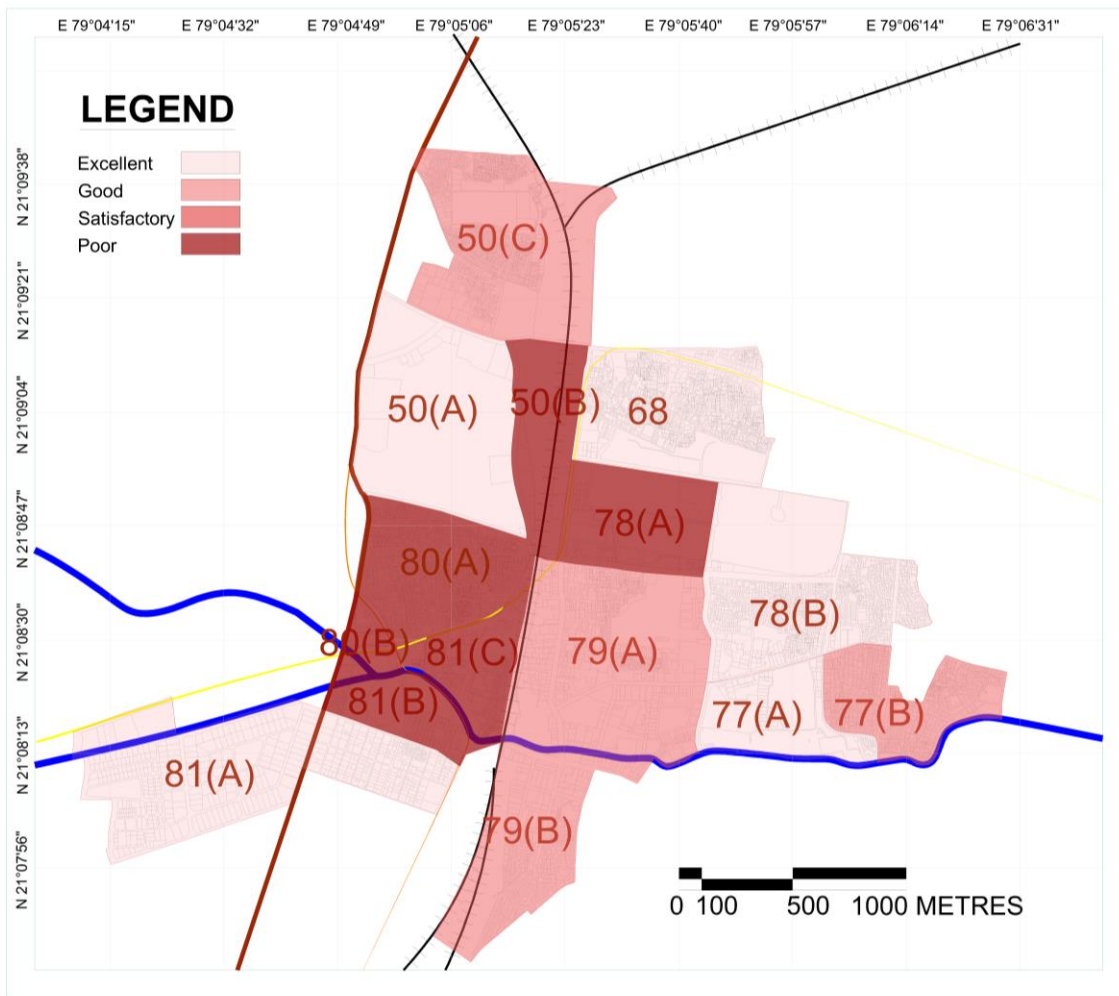 E 79°04'15" E 79°04'32" E 79°04'49" E 79°05'06" E 79°05'23" E 79°05'40" E 79°05'57" E 79°06'14" E 79°06'31"
LEGEND
Excellent
Good
Satisfactory
Poor
N 21°09'38"
N 21°09'21"
N 21°09'04"
N 21°08'47"
N 21°08'30"
N 21°08'13"
N 21°07'56"
50(C)
50(A)
50(B)
68
78(A)
80(A)
78(B)
80(B)
81(C)
79(A)
81(B)
77(A)
77(B)
81(A)
79(B)
0 100 500 1000 METRES